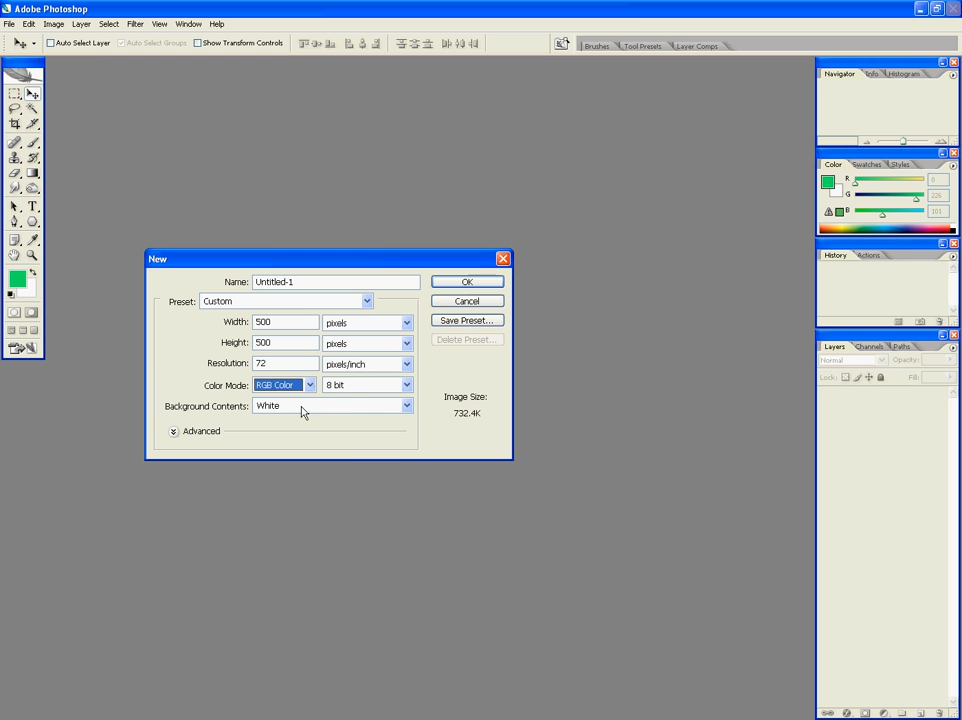 Adobe Photoshop
File Edit Image Layer Select Filter View Window Help
Auto Select Layer Auto Select Groups Show Transform Controls Brushes Tool Presets Layer Comps
Navigator Info Histogram
Color Swatches Styles
R 0
G 226
B 101
History Actions
Layers Channels Paths
Normal Opacity:
Lock: Fill:
New
Name: Untitled-1 OK
Preset: Custom Cancel
Width: 500 pixels Save Preset...
Height: 500 pixels Delete Preset...
Resolution: 72 pixels/inch
Color Mode: RGB Color 8 bit
Background Contents: White
Image Size:
732.4K
Advanced